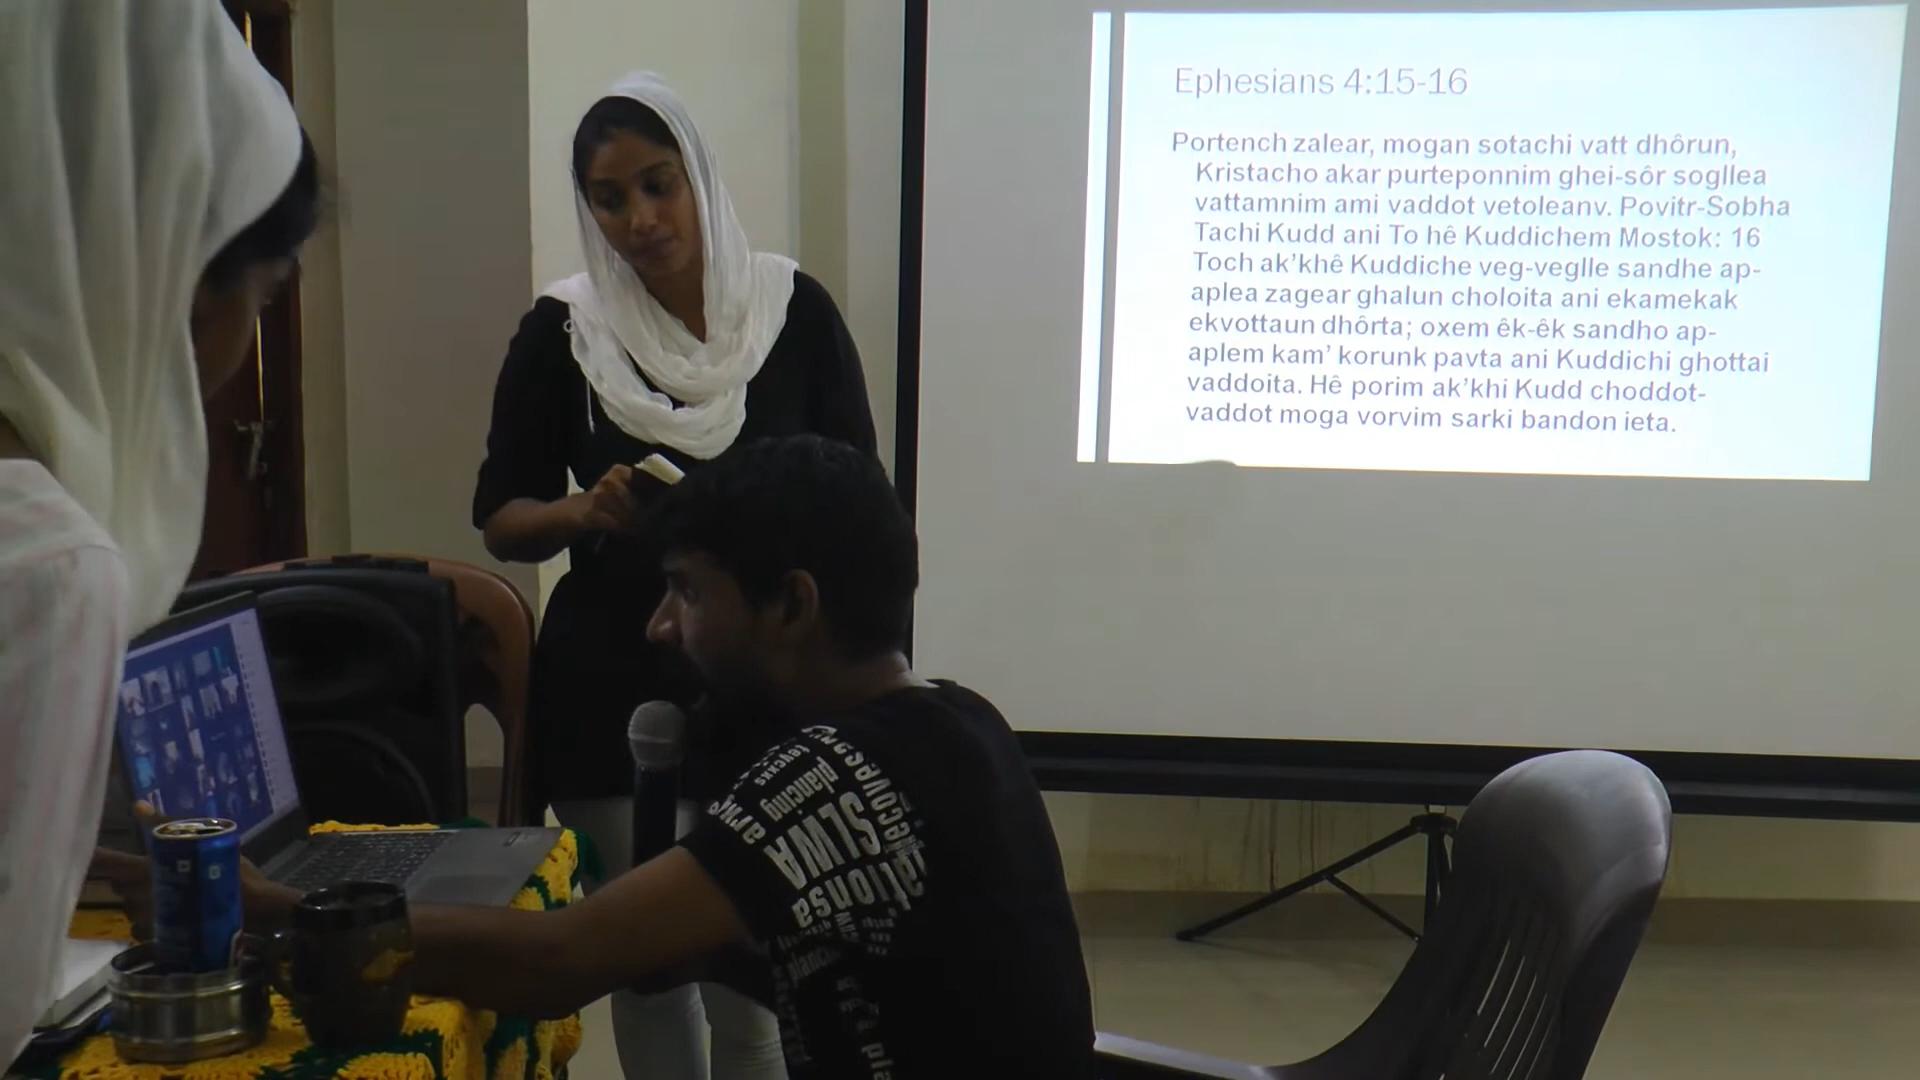 Ephesians 4:15-16
Portench zalear, mogan sotachi vatt dhôrun,
Kristacho akar purteponnim ghei-sôr sogllea
vattamnim ami vaddot vetoleanv. Povitr-Sobha
Tachi Kudd ani To hê Kuddichem Mostok: 16
Toch ak’khê Kuddiche veg-veglle sandhe ap-
aplea zagear ghalun choloita ani ekamekak
ekvottaun dhôrta; oxem êk-êk sandho ap-
aplem kam’ korunk pavta ani Kuddichi ghottai
vaddoita. Hê porim ak’khi Kudd choddot-
vaddot moga vorvim sarki bandon ieta.
plancing
SLWA
ationsa